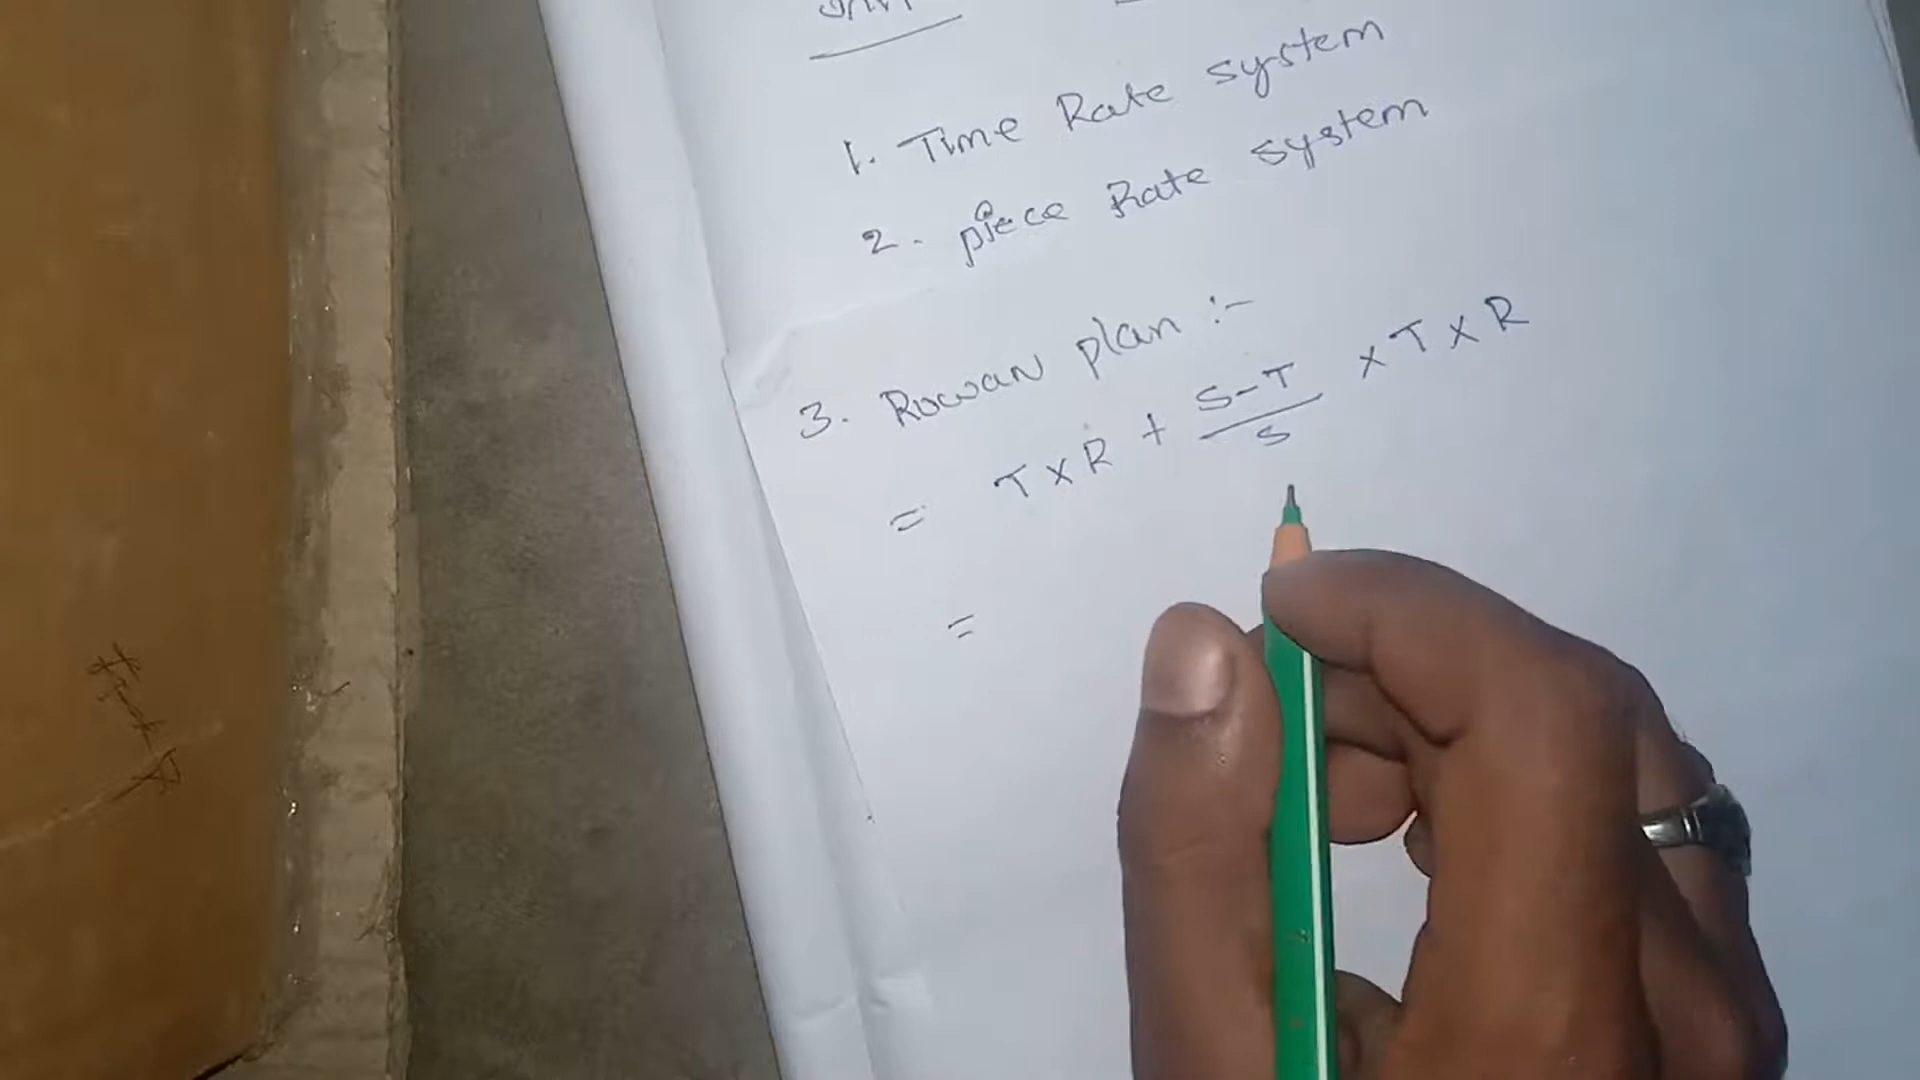 1. Time Rate system
2. piece Rate system
3. Rowan plan :-
= T x R + S-T/S x T x R
=